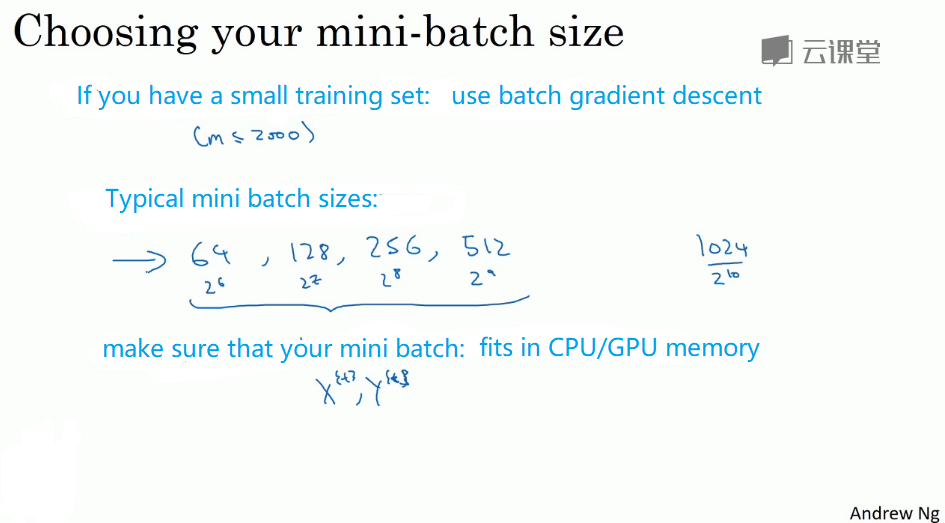 Choosing your mini-batch size
云课堂
If you have a small training set: use batch gradient descent
(m ≤ 2000)
Typical mini batch sizes:
→ 64 , 128 , 256 , 512 1024
2^6 2^7 2^8 2^9 2^10
make sure that your mini batch: fits in CPU/GPU memory
X^{t}, Y^{t}
Andrew Ng